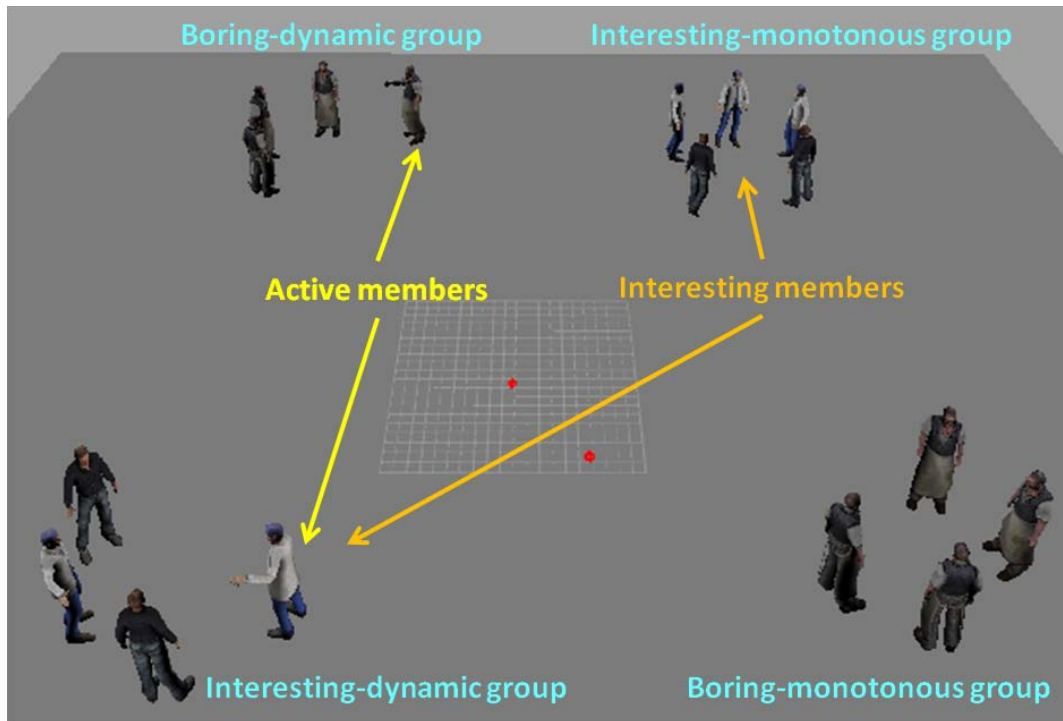 Boring-dynamic group
Interesting-monotonous group
Active members
Interesting members
Interesting-dynamic group
Boring-monotonous group